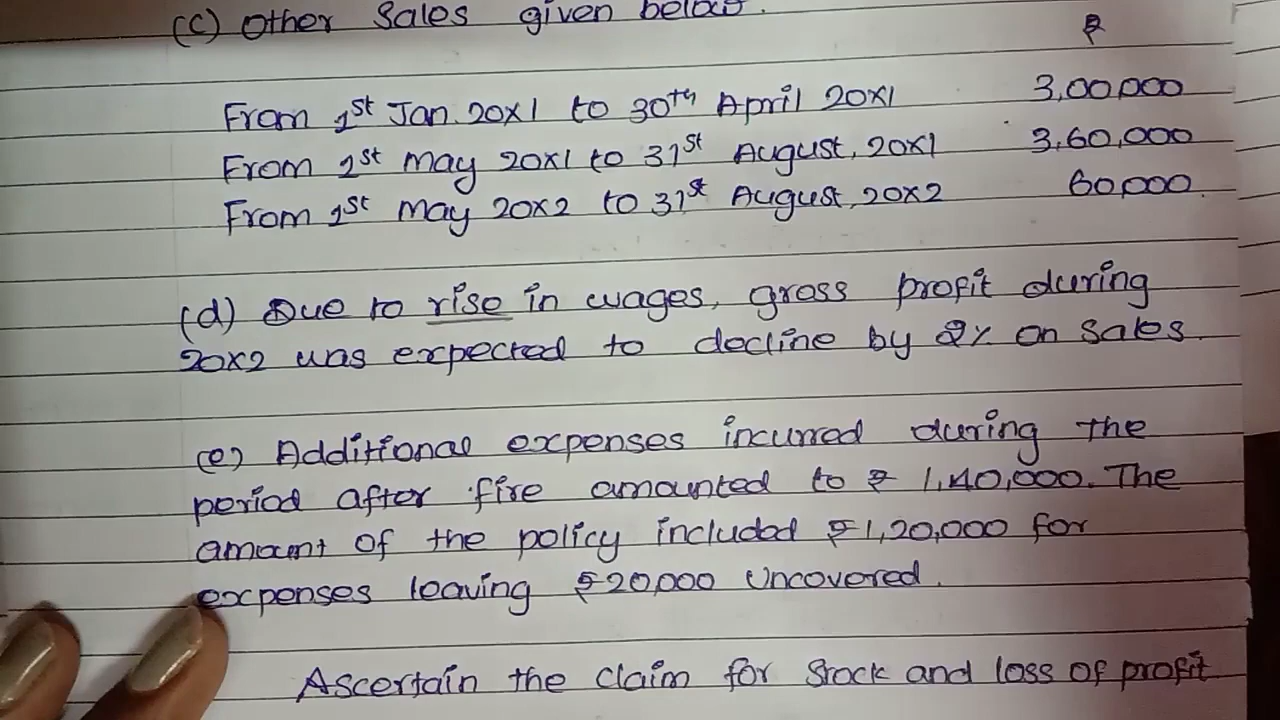 (c) Other Sales given below.
₹
From 1st Jan. 20x1 to 30th April 20x1 3,00,000
From 1st May 20x1 to 31st August, 20x1 3,60,000
From 1st May 20x2 to 31st August, 20x2 60,000
(d) Due to rise in wages, gross profit during
20x2 was expected to decline by 2% on sales.
(e) Additional expenses incurred during the
period after fire amounted to ₹ 1,40,000. The
amount of the policy included ₹1,20,000 for
expenses leaving ₹20,000 Uncovered.
Ascertain the claim for stock and loss of profit